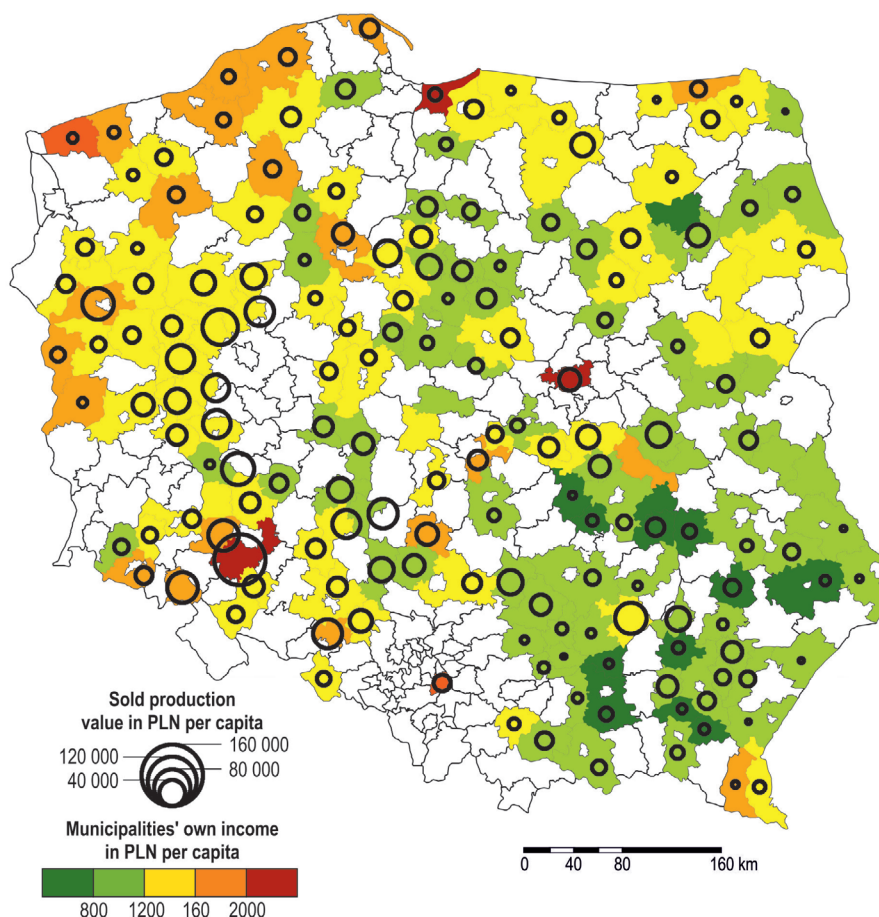 Sold production
value in PLN per capita
160 000
120 000
80 000
40 000
Municipalities' own income
in PLN per capita
800 1200 160 2000
0 40 80 160 km